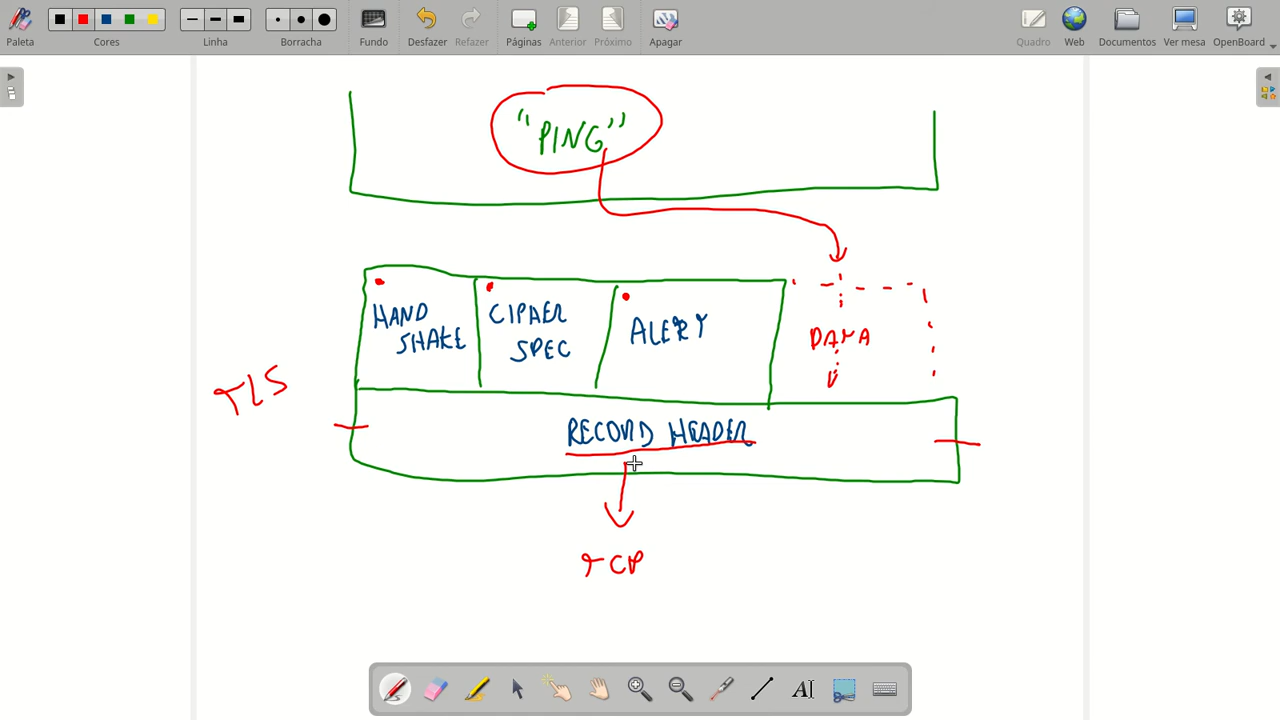 Paleta
Cores
Linha
Borracha
Fundo
Desfazer
Refazer
Páginas
Anterior
Próximo
Apagar
Quadro
Web
Documentos
Ver mesa
OpenBoard
"PING"
HAND
SHAKE
CIPHER
SPEC
ALERT
DATA
TLS
RECORD HEADER
TCP
AI